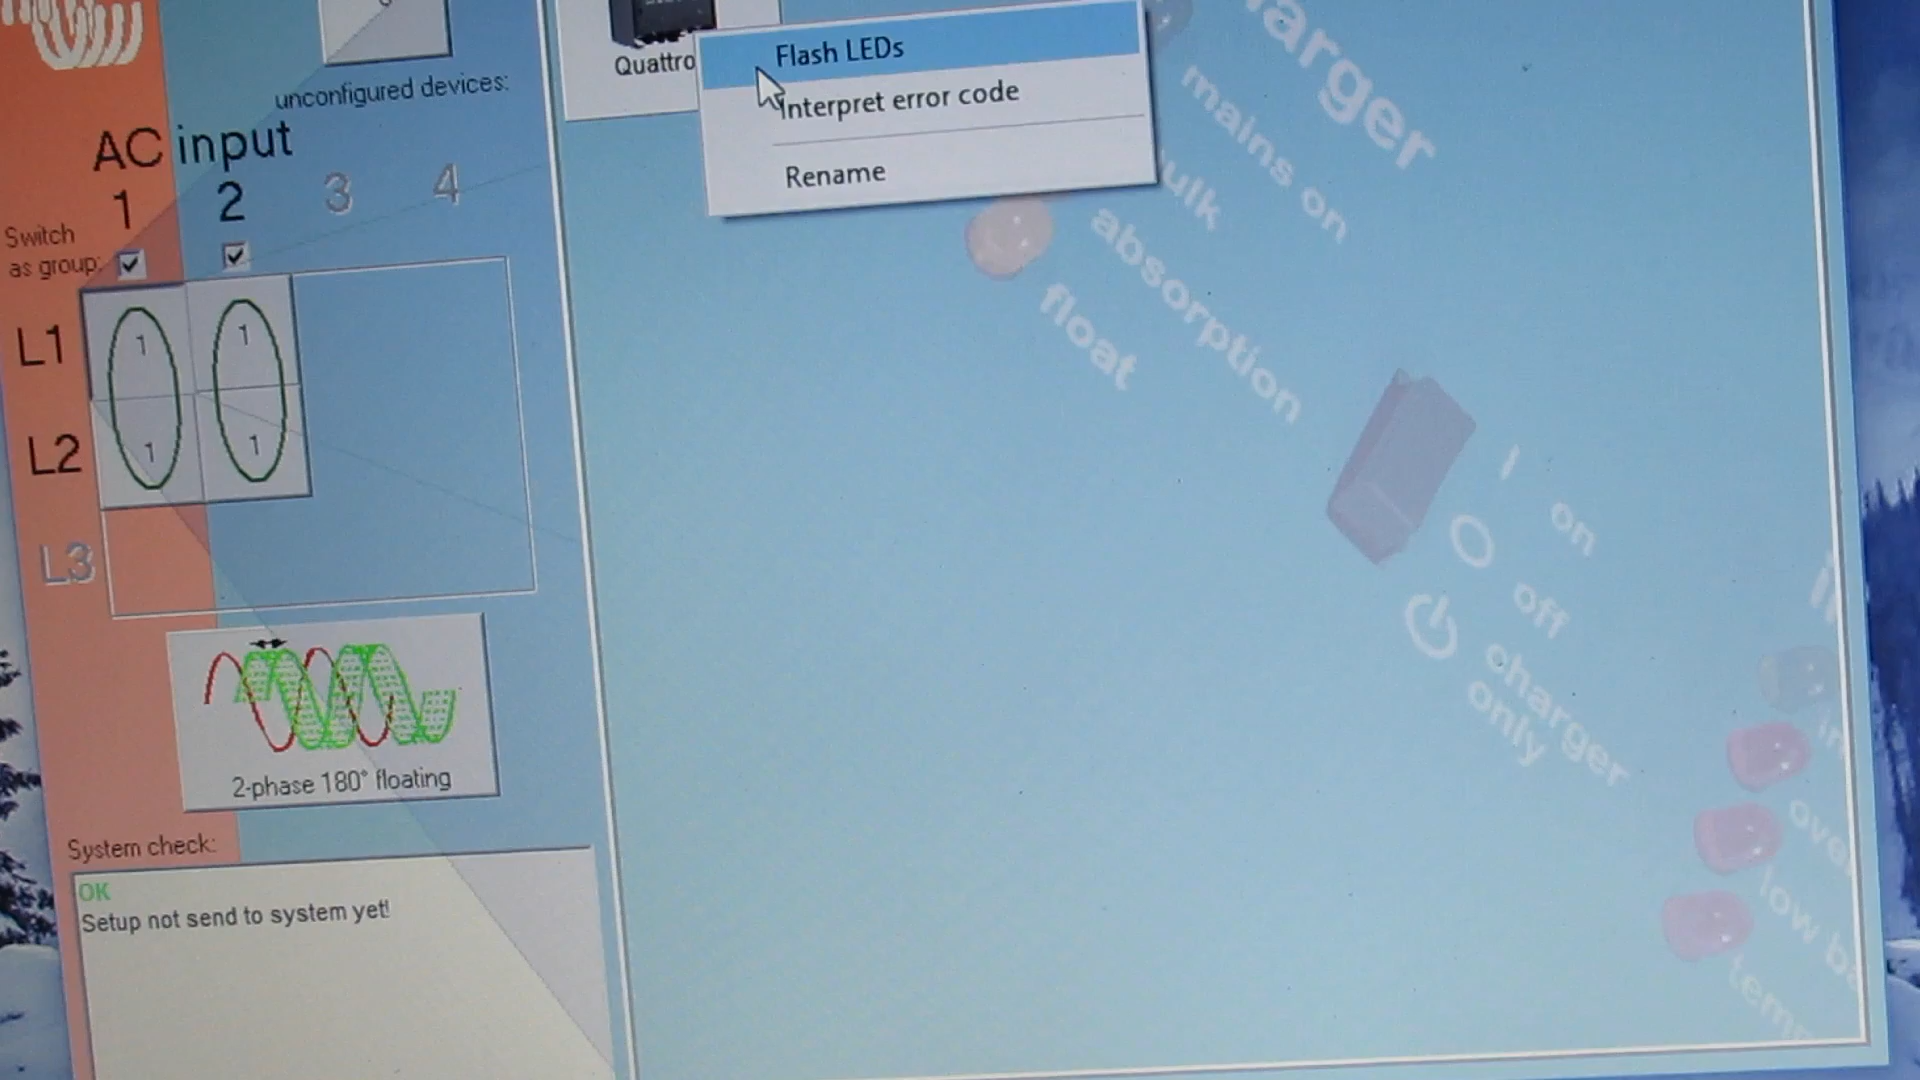 unconfigured devices:
AC input
1 2 3 4
Switch
as group:
L1
1 1
L2
1 1
L3
2-phase 180° floating
System check:
OK
Setup not send to system yet!
Quattro
Flash LEDs
Interpret error code
Rename
mains on
absorption
float
on
off
charger
only
low
temp